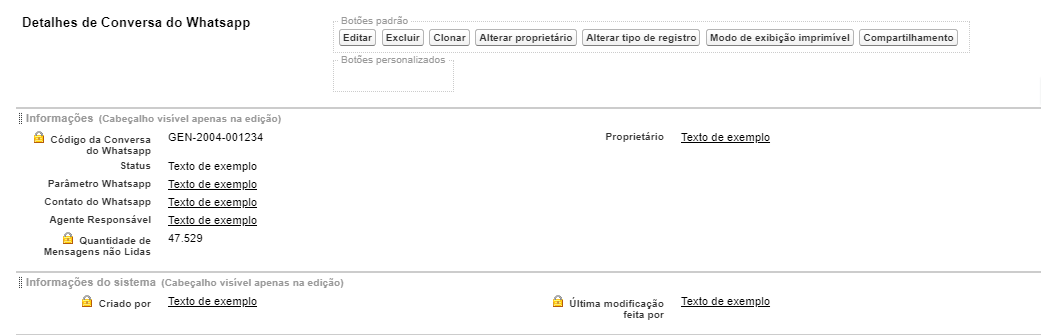 Detalhes de Conversa do Whatsapp
Botões padrão
Editar Excluir Clonar Alterar proprietário Alterar tipo de registro Modo de exibição imprimível Compartilhamento
Botões personalizados
Informações (Cabeçalho visível apenas na edição)
Código da Conversa do Whatsapp GEN-2004-001234 Proprietário Texto de exemplo
Status Texto de exemplo
Parâmetro Whatsapp Texto de exemplo
Contato do Whatsapp Texto de exemplo
Agente Responsável Texto de exemplo
Quantidade de Mensagens não Lidas 47.529
Informações do sistema (Cabeçalho visível apenas na edição)
Criado por Texto de exemplo Última modificação feita por Texto de exemplo